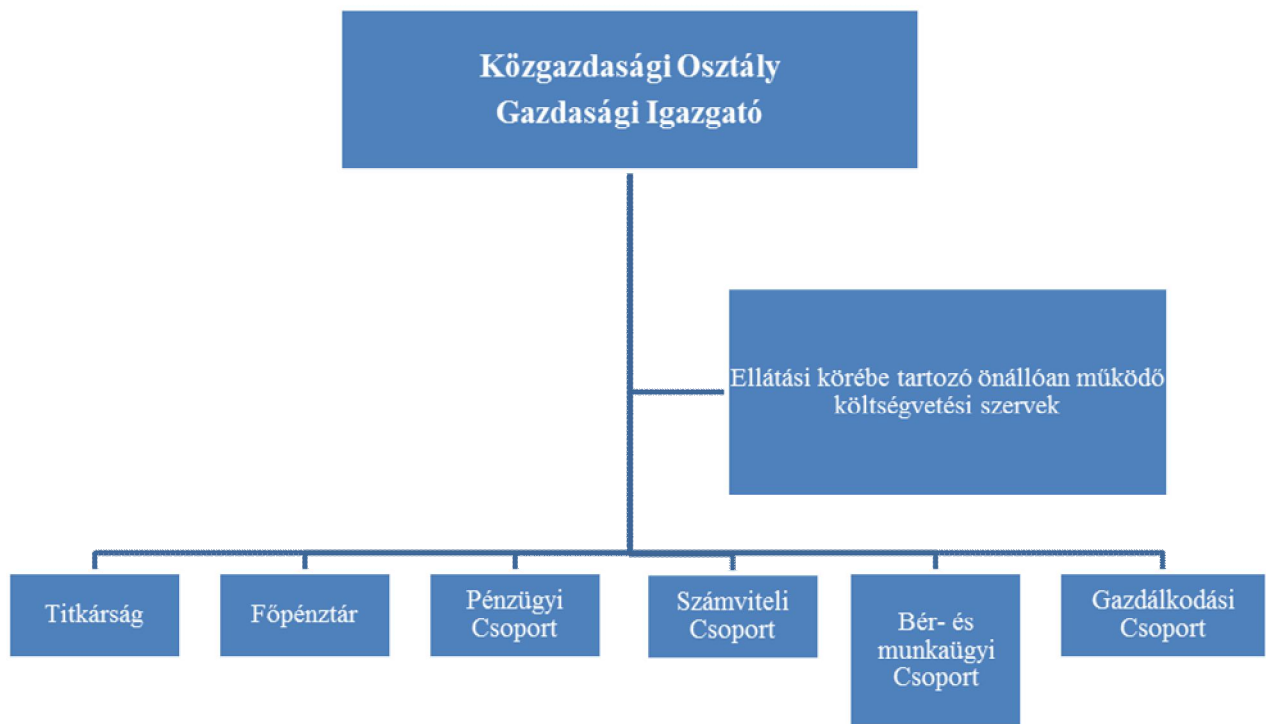 Közgazdasági Osztály
Gazdasági Igazgató
Ellátási körébe tartozó önállóan működő
költségvetési szervek
Titkárság
Főpénztár
Pénzügyi
Csoport
Számviteli
Csoport
Bér- és
munkaügyi
Csoport
Gazdálkodási
Csoport